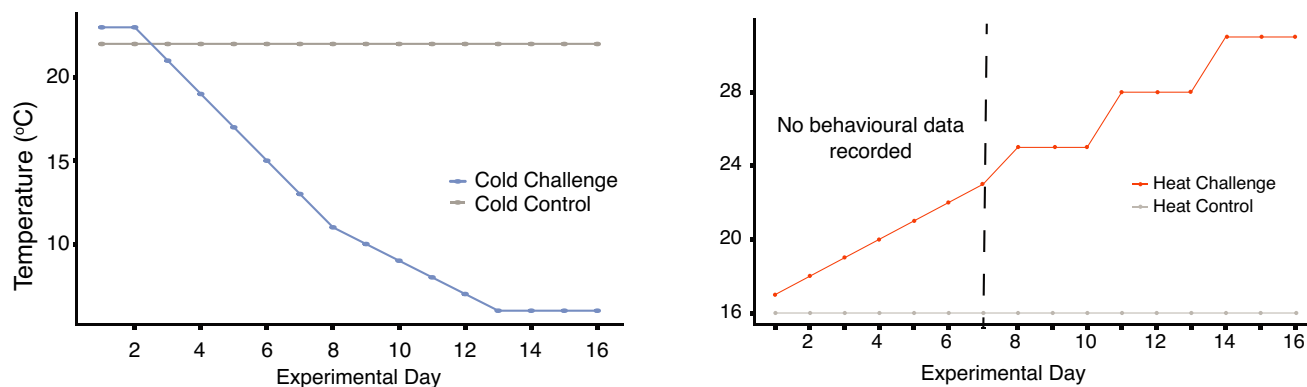 Temperature (°C)
20
15
10
2 4 6 8 10 12 14 16
Experimental Day
Cold Challenge
Cold Control
28
24
20
16
2 4 6 8 10 12 14 16
Experimental Day
No behavioural data
recorded
Heat Challenge
Heat Control